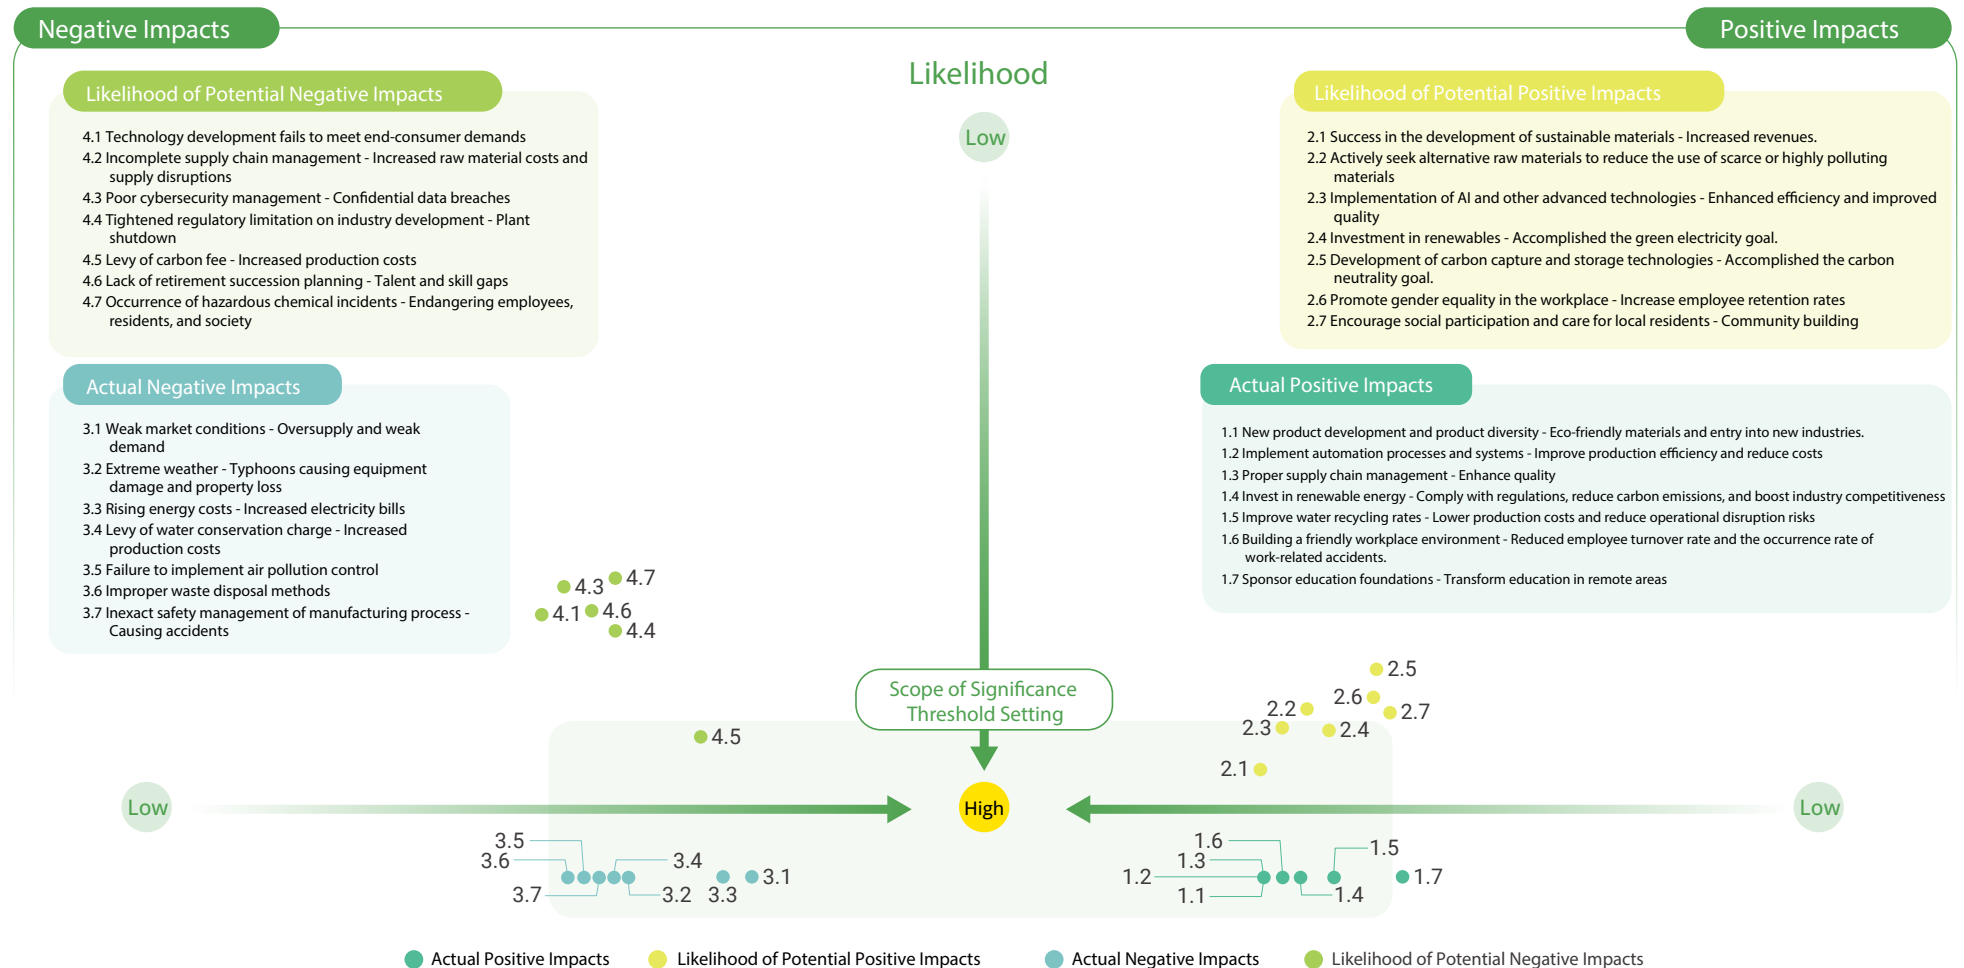 Negative Impacts
Positive Impacts
Likelihood of Potential Negative Impacts
4.1 Technology development fails to meet end-consumer demands
4.2 Incomplete supply chain management - Increased raw material costs and
supply disruptions
4.3 Poor cybersecurity management - Confidential data breaches
4.4 Tightened regulatory limitation on industry development - Plant
shutdown
4.5 Levy of carbon fee - Increased production costs
4.6 Lack of retirement succession planning - Talent and skill gaps
4.7 Occurrence of hazardous chemical incidents - Endangering employees,
residents, and society
Actual Negative Impacts
3.1 Weak market conditions - Oversupply and weak
demand
3.2 Extreme weather - Typhoons causing equipment
damage and property loss
3.3 Rising energy costs - Increased electricity bills
3.4 Levy of water conservation charge - Increased
production costs
3.5 Failure to implement air pollution control
3.6 Improper waste disposal methods
3.7 Inexact safety management of manufacturing process -
Causing accidents
Likelihood
Low
Likelihood of Potential Positive Impacts
2.1 Success in the development of sustainable materials - Increased revenues.
2.2 Actively seek alternative raw materials to reduce the use of scarce or highly polluting
materials
2.3 Implementation of AI and other advanced technologies - Enhanced efficiency and improved
quality
2.4 Investment in renewables - Accomplished the green electricity goal.
2.5 Development of carbon capture and storage technologies - Accomplished the carbon
neutrality goal.
2.6 Promote gender equality in the workplace - Increase employee retention rates
2.7 Encourage social participation and care for local residents - Community building
Actual Positive Impacts
1.1 New product development and product diversity - Eco-friendly materials and entry into new industries.
1.2 Implement automation processes and systems - Improve production efficiency and reduce costs
1.3 Proper supply chain management - Enhance quality
1.4 Invest in renewable energy - Comply with regulations, reduce carbon emissions, and boost industry competitiveness
1.5 Improve water recycling rates - Lower production costs and reduce operational disruption risks
1.6 Building a friendly workplace environment - Reduced employee turnover rate and the occurrence rate of
work-related accidents.
1.7 Sponsor education foundations - Transform education in remote areas
4.3
4.7
4.1
4.6
4.4
Scope of Significance
Threshold Setting
2.5
2.6
2.2
2.7
2.3
2.4
4.5
2.1
Low
High
Low
3.5
3.6
3.4
3.7
3.2
3.3
3.1
1.6
1.3
1.5
1.2
1.7
1.1
1.4
Actual Positive Impacts
Likelihood of Potential Positive Impacts
Actual Negative Impacts
Likelihood of Potential Negative Impacts